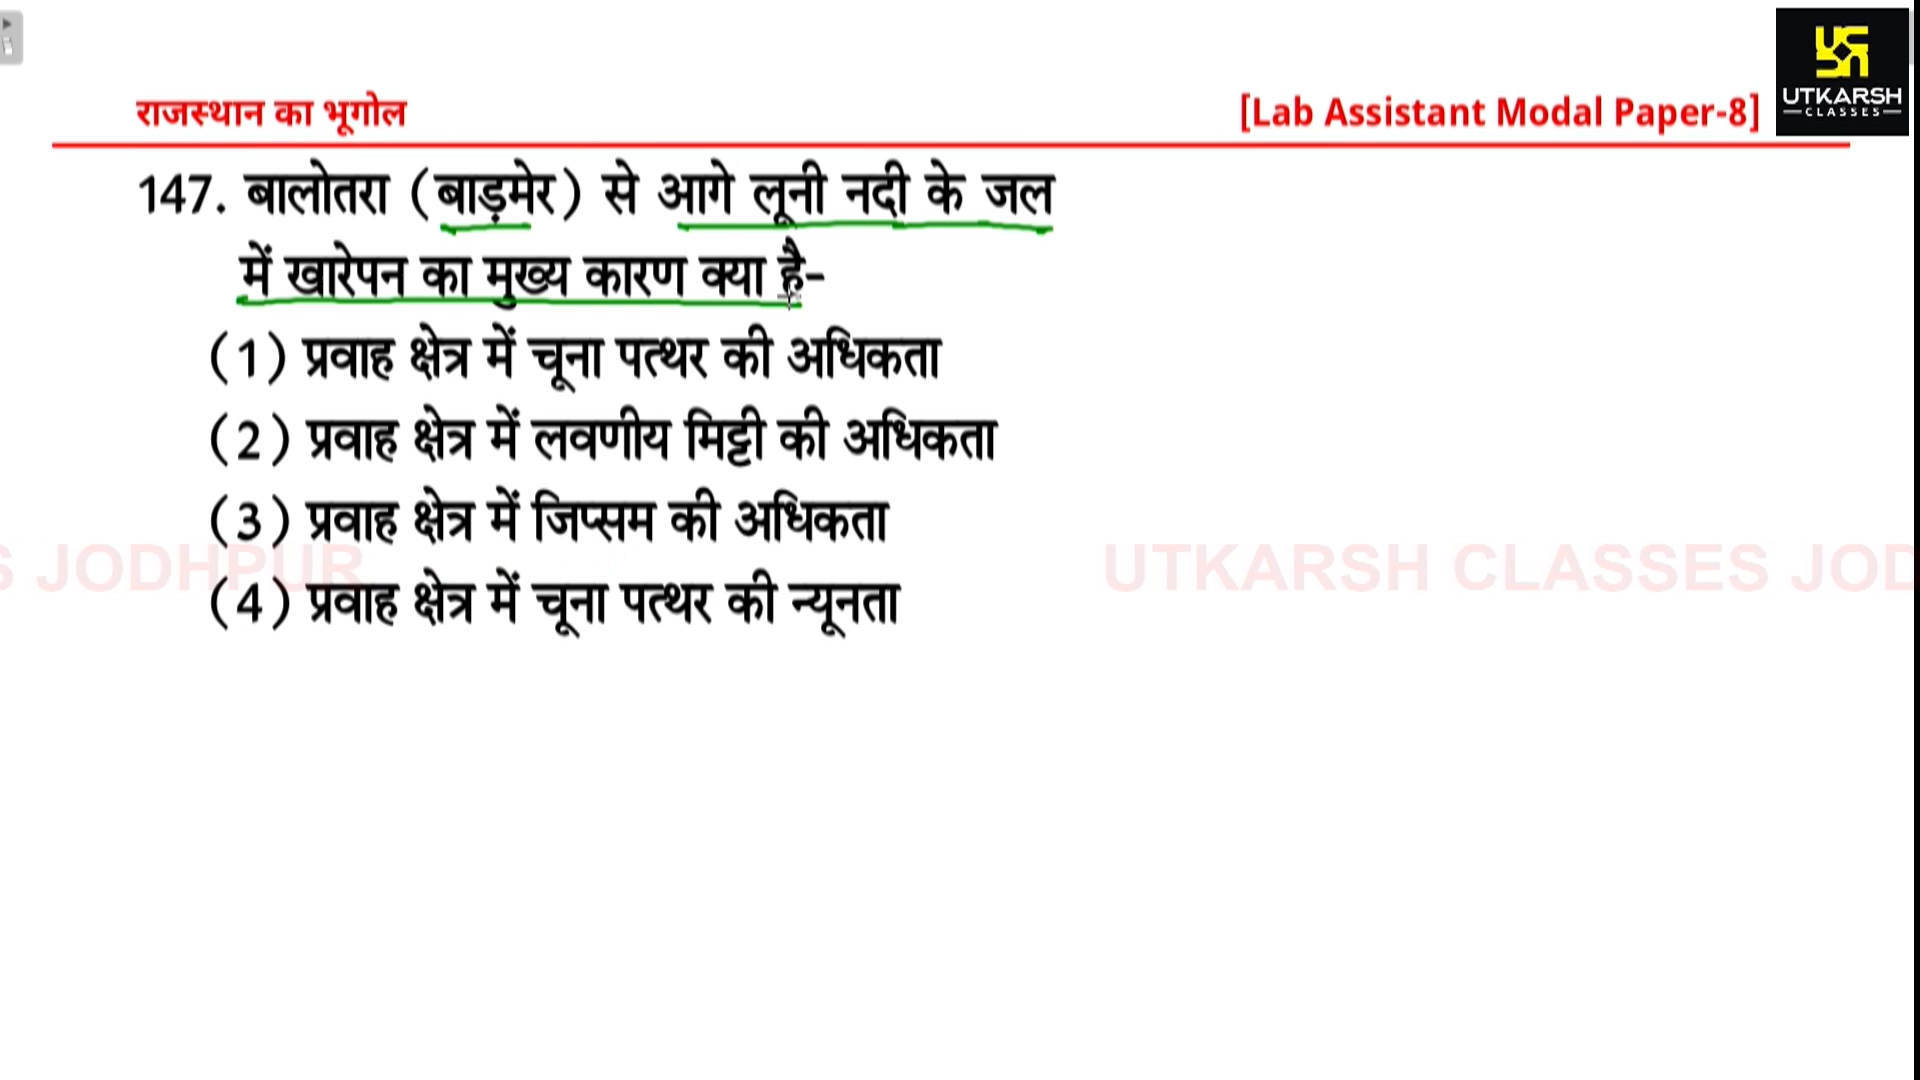 राजस्थान का भूगोल
[Lab Assistant Modal Paper-8]
UTKARSH
CLASSES
147. बालोतरा (बाड़मेर) से आगे लूनी नदी के जल
में खारेपन का मुख्य कारण क्या है-
(1) प्रवाह क्षेत्र में चूना पत्थर की अधिकता
(2) प्रवाह क्षेत्र में लवणीय मिट्टी की अधिकता
(3) प्रवाह क्षेत्र में जिप्सम की अधिकता
S JODHPUR
UTKARSH CLASSES JOD
(4) प्रवाह क्षेत्र में चूना पत्थर की न्यूनता